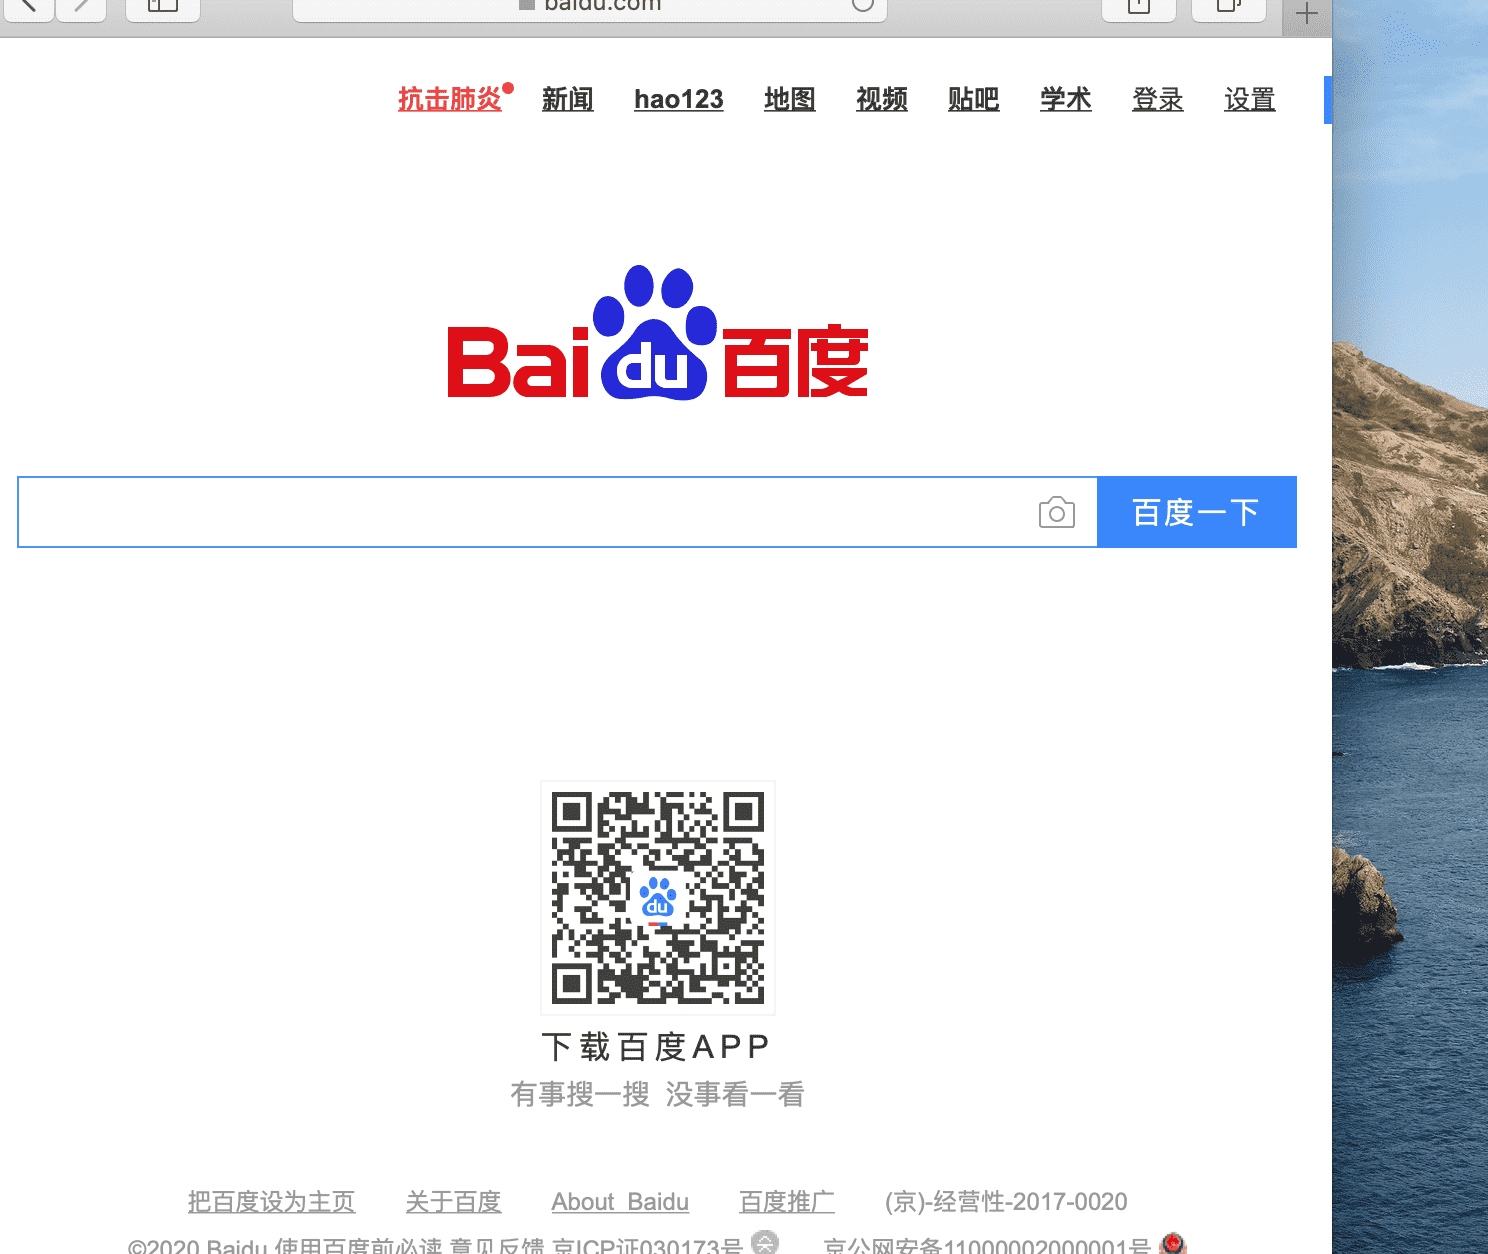 baidu.com
抗击肺炎 新闻 hao123 地图 视频 贴吧 学术 登录 设置
Bai du 百度
百度一下
du
下载百度APP
有事搜一搜 没事看一看
把百度设为主页 关于百度 About Baidu 百度推广 (京)-经营性-2017-0020
©2020 Baidu 使用百度前必读 意见反馈 京ICP证030173号 京公网安备11000002000001号